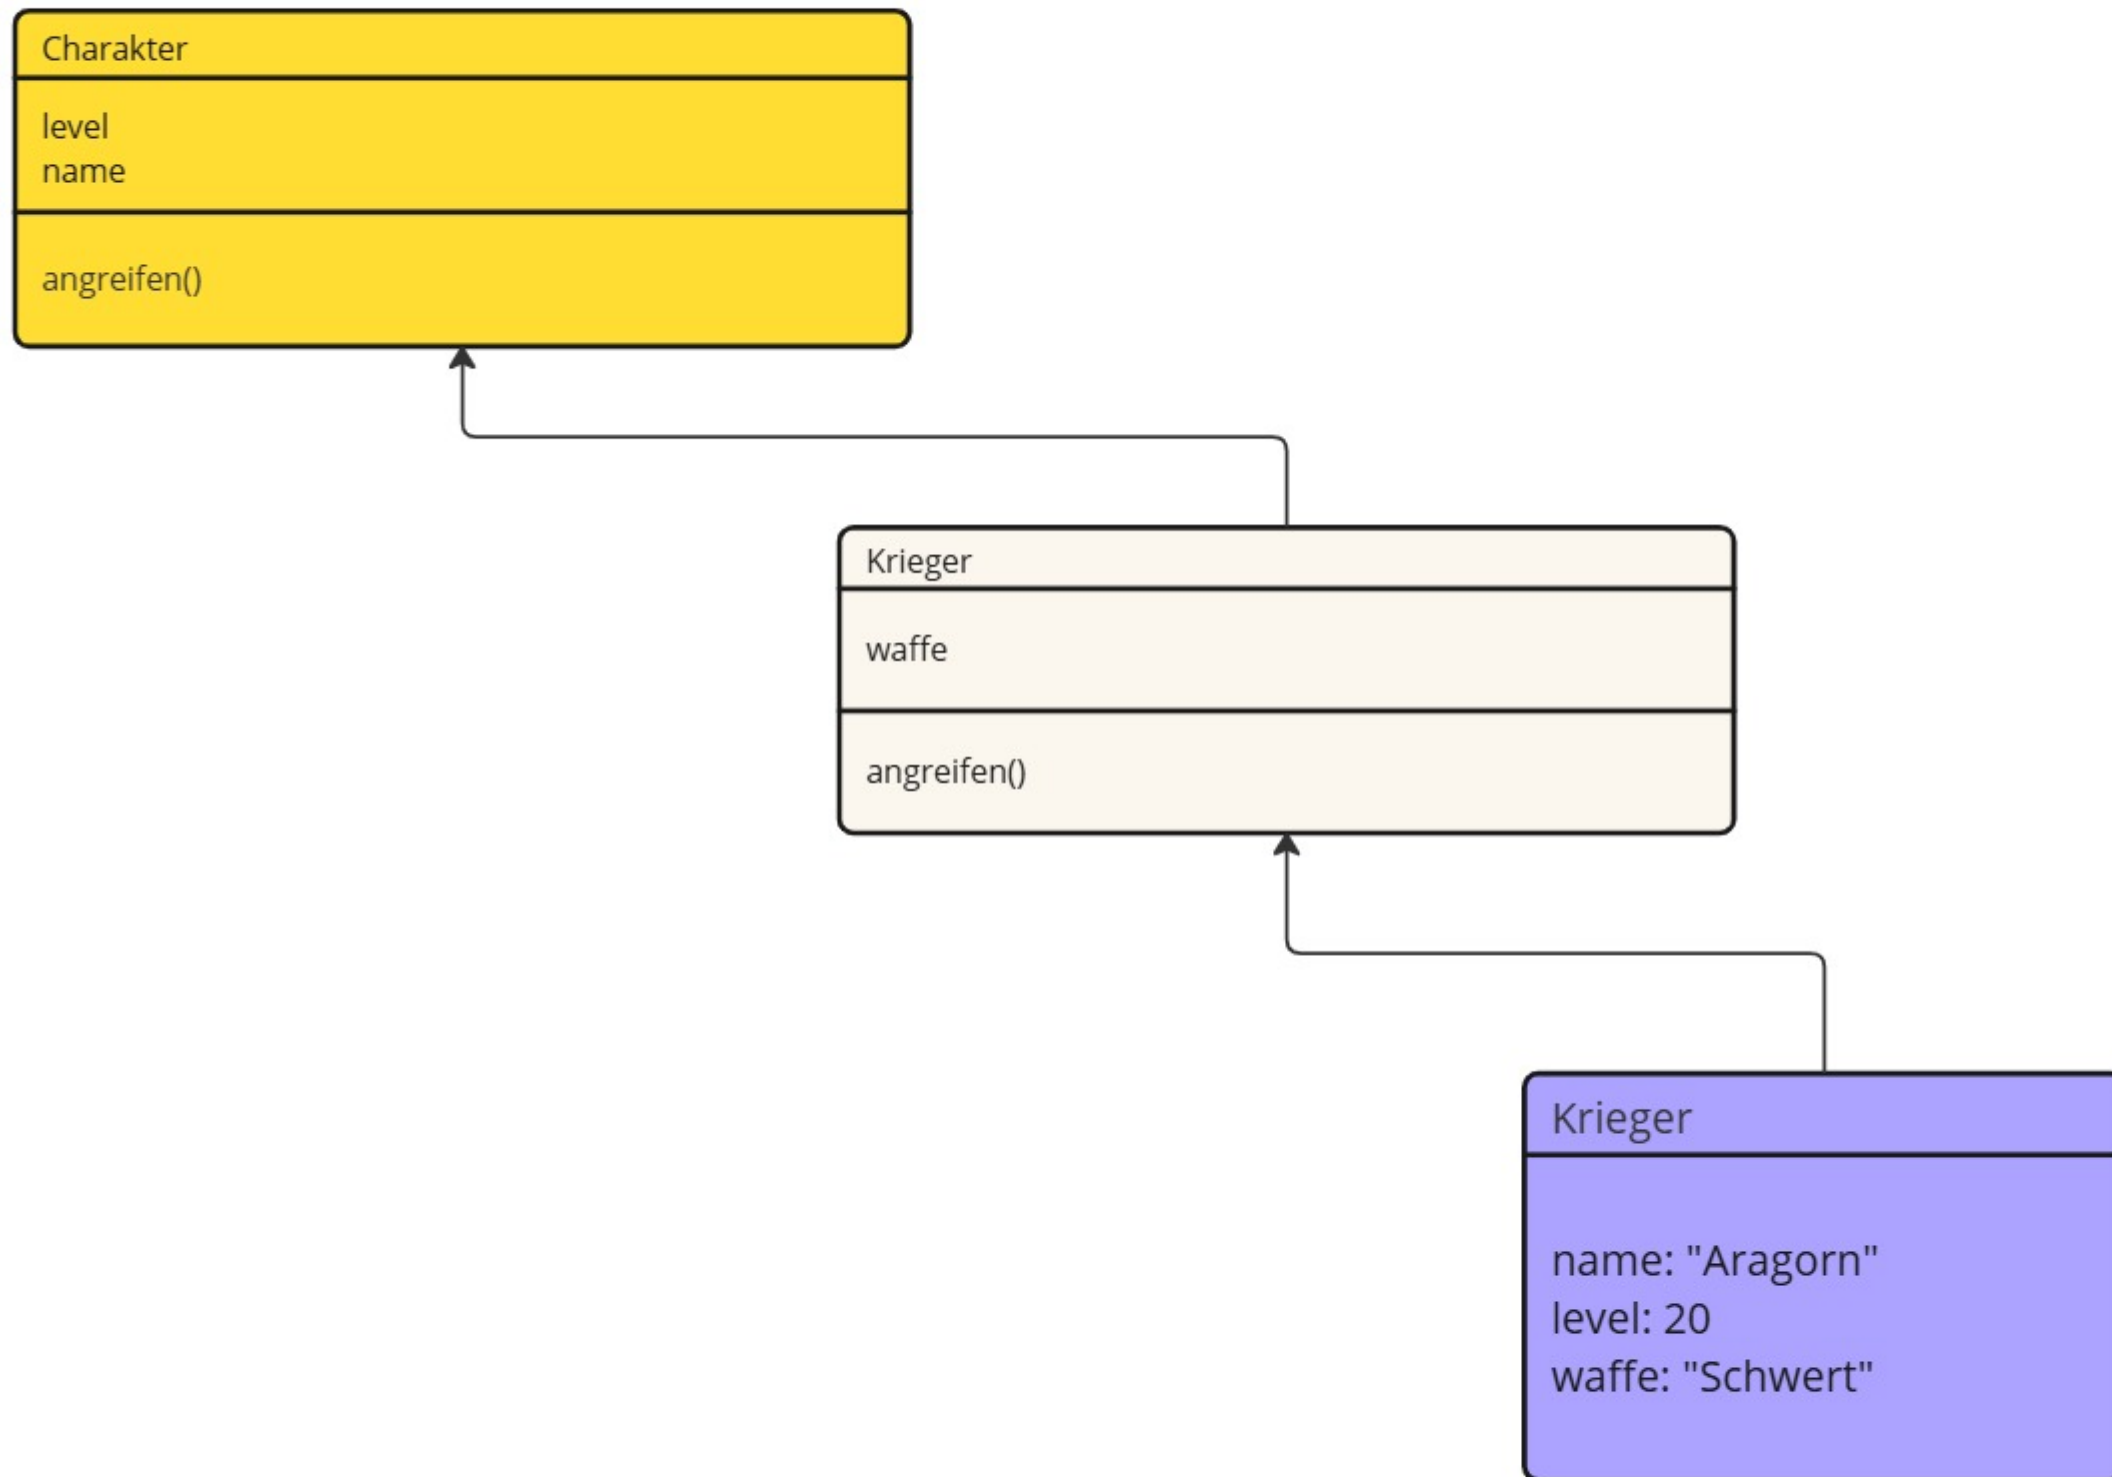 Charakter
level
name
angreifen()
Krieger
waffe
angreifen()
Krieger
name: "Aragorn"
level: 20
waffe: "Schwert"